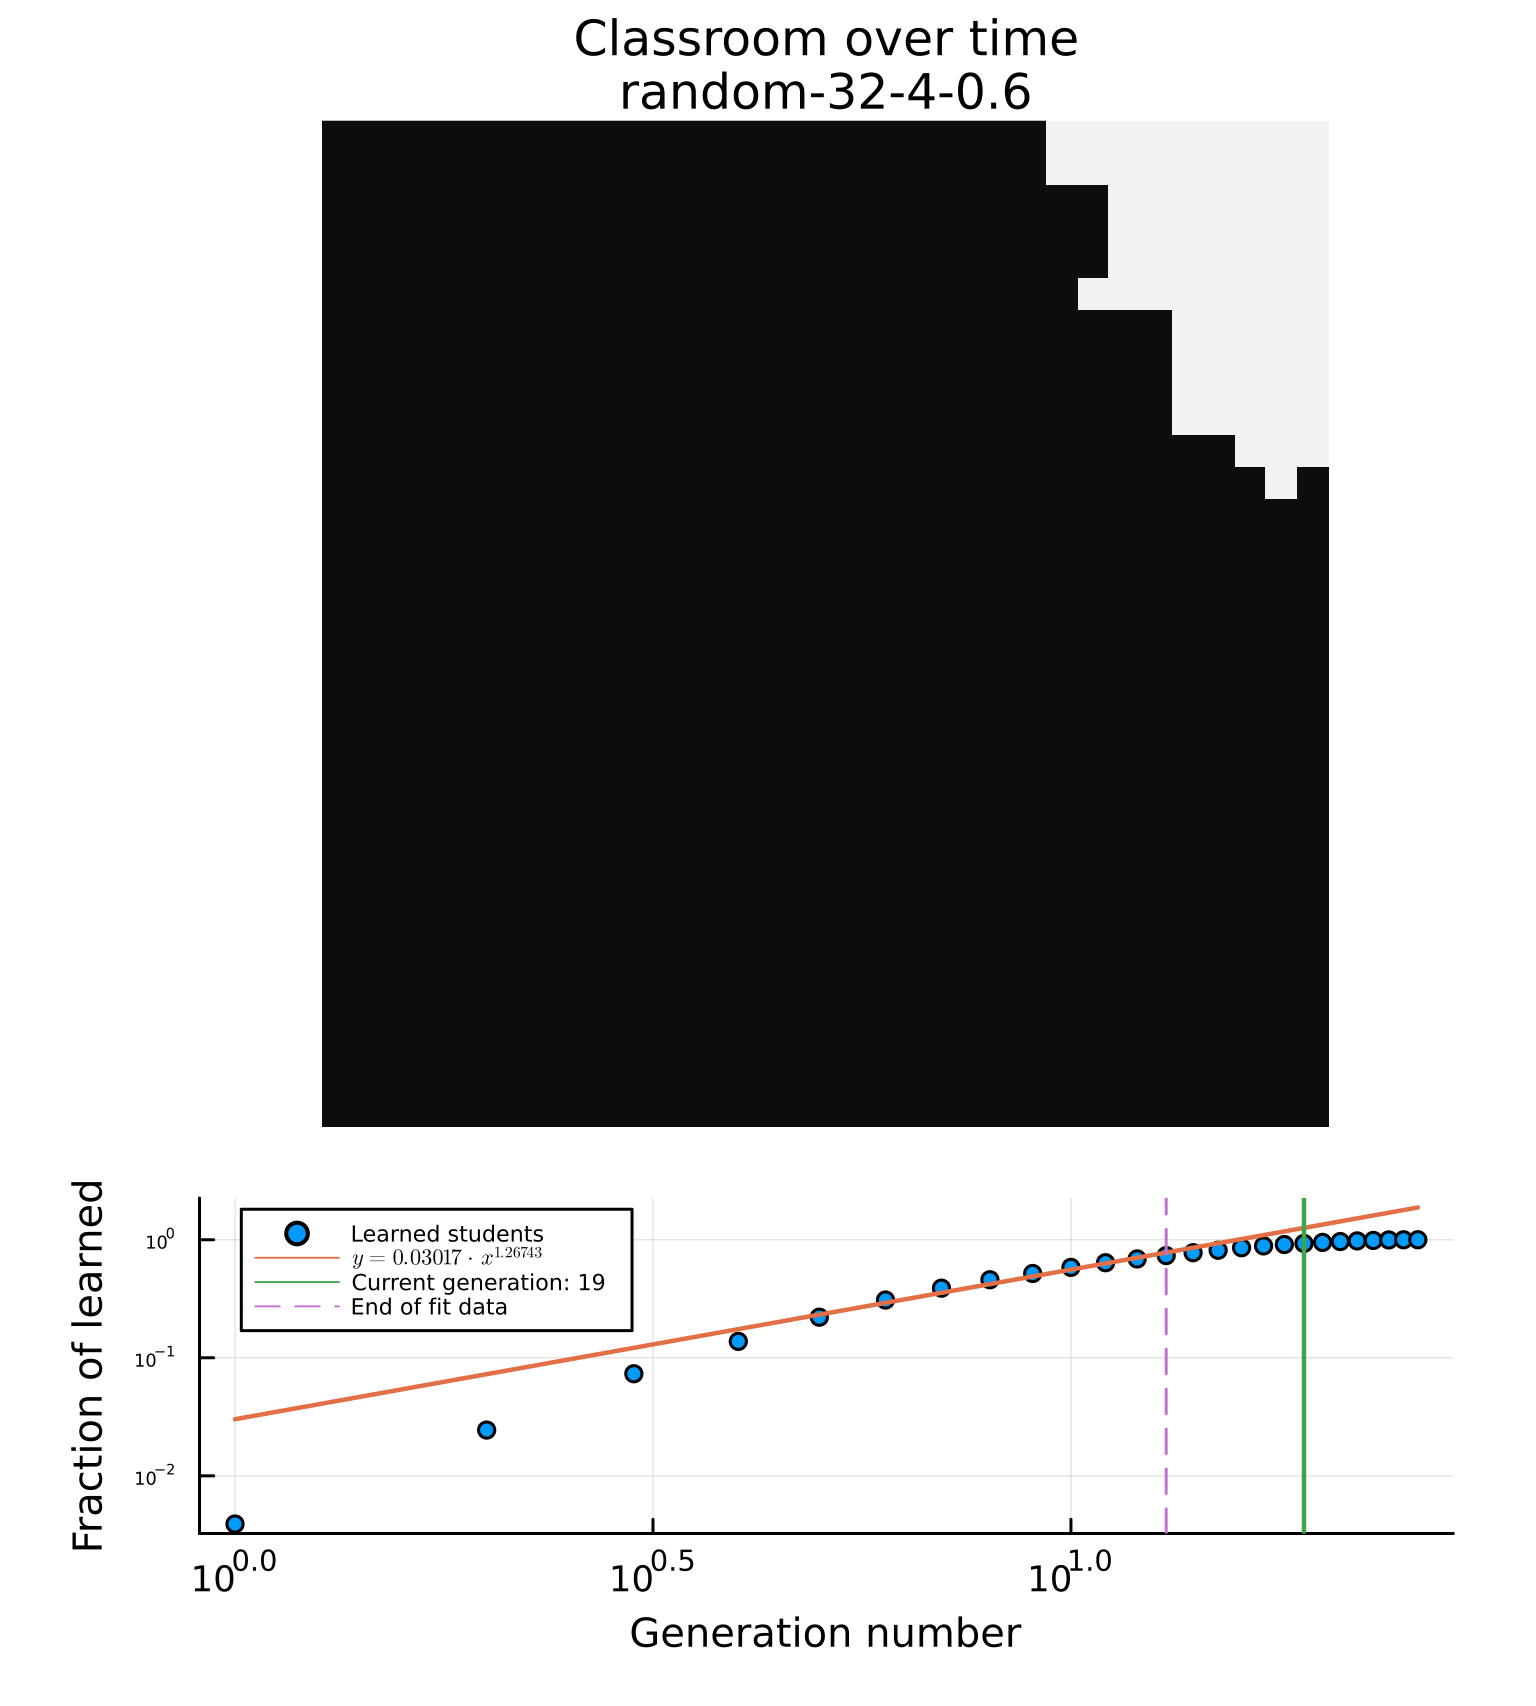 Classroom over time
random-32-4-0.6
Fraction of learned
10⁰
10⁻¹
10⁻²
Learned students
y = 0.03017 · x^1.26743
Current generation: 19
End of fit data
10^0.0
10^0.5
10^1.0
Generation number